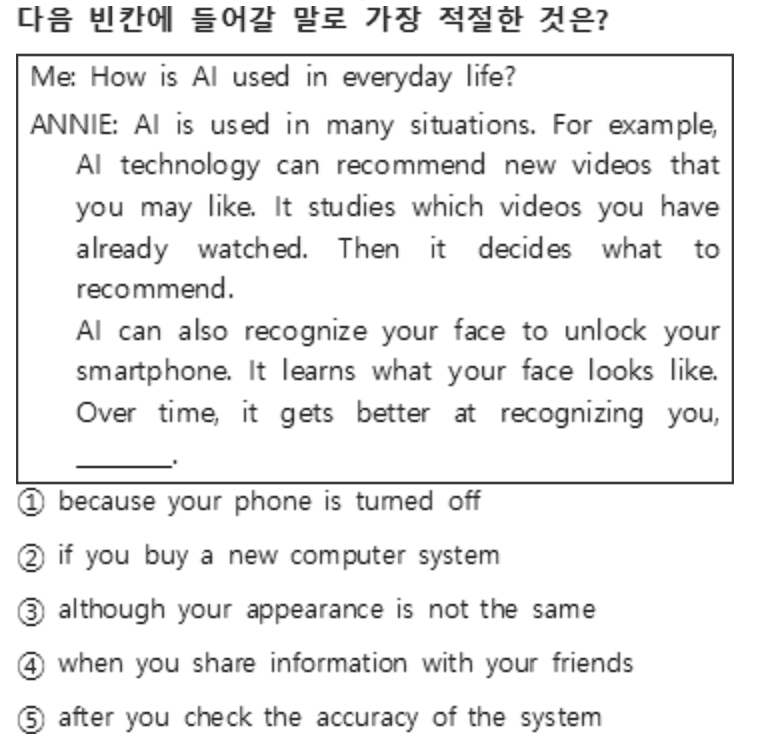 다음 빈칸에 들어갈 말로 가장 적절한 것은?
Me: How is AI used in everyday life?
ANNIE: AI is used in many situations. For example,
AI technology can recommend new videos that
you may like. It studies which videos you have
already watched. Then it decides what to
recommend.
AI can also recognize your face to unlock your
smartphone. It learns what your face looks like.
Over time, it gets better at recognizing you,
______.
① because your phone is turned off
② if you buy a new computer system
③ although your appearance is not the same
④ when you share information with your friends
⑤ after you check the accuracy of the system